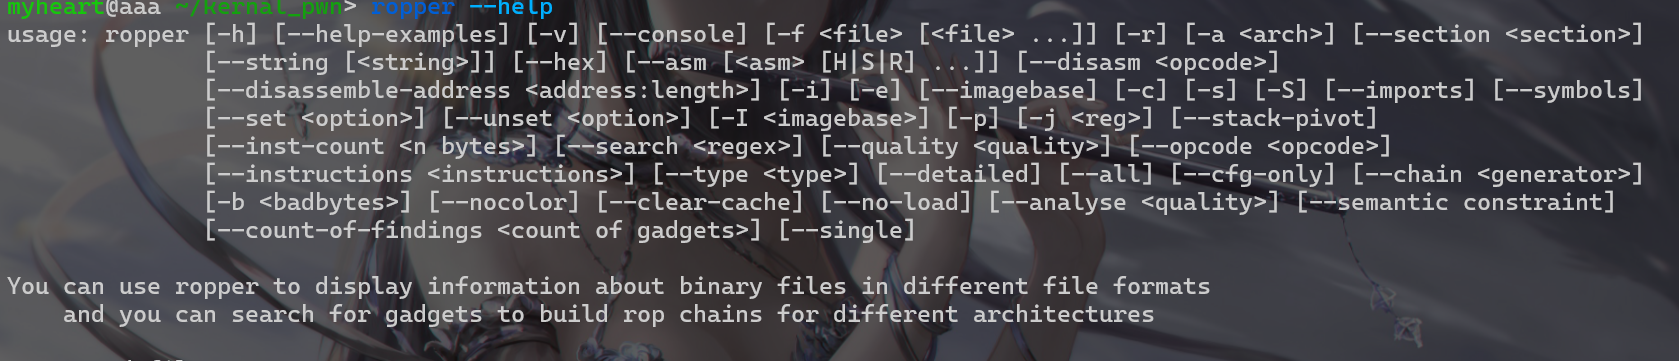 myheart@aaa ~/kernal_pwn> ropper --help
usage: ropper [-h] [--help-examples] [-v] [--console] [-f <file> [<file> ...]] [-r] [-a <arch>] [--section <section>]
[--string [<string>]] [--hex] [--asm [<asm> [H|S|R] ...]] [--disasm <opcode>]
[--disassemble-address <address:length>] [-i] [-e] [--imagebase] [-c] [-s] [-S] [--imports] [--symbols]
[--set <option>] [--unset <option>] [-I <imagebase>] [-p] [-j <reg>] [--stack-pivot]
[--inst-count <n bytes>] [--search <regex>] [--quality <quality>] [--opcode <opcode>]
[--instructions <instructions>] [--type <type>] [--detailed] [--all] [--cfg-only] [--chain <generator>]
[-b <badbytes>] [--nocolor] [--clear-cache] [--no-load] [--analyse <quality>] [--semantic constraint]
[--count-of-findings <count of gadgets>] [--single]
You can use ropper to display information about binary files in different file formats
and you can search for gadgets to build rop chains for different architectures